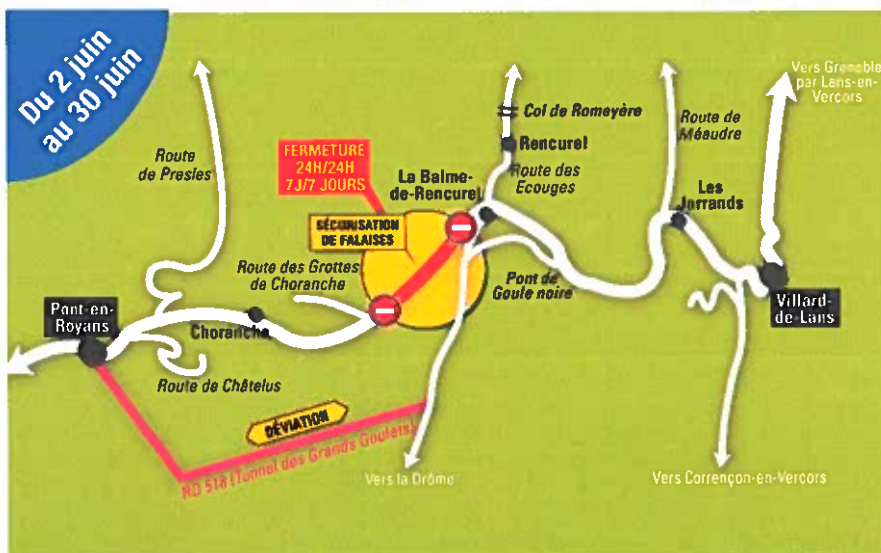 Du 2 juin
au 30 juin
Vers Grenoble
par Lans-en-
Vercors
Col de Romeyère
Route de
Méaudre
Route
de Presles
FERMETURE
24H/24H
7J/7 JOURS
Rencurel
La Balme-
de-Rencurel
Route des
Ecouges
Les
Jarrands
SÉCURISATION
DE FALAISES
Route des Grottes
de Choranche
Pont de
Goule noire
Pont-en-
Royans
Choranche
Villard-
de-Lans
Route de Châtelus
DÉVIATION
RD 518 (Tunnel des Grands Goulets)
Vers la Drôme
Vers Corrençon-en-Vercors